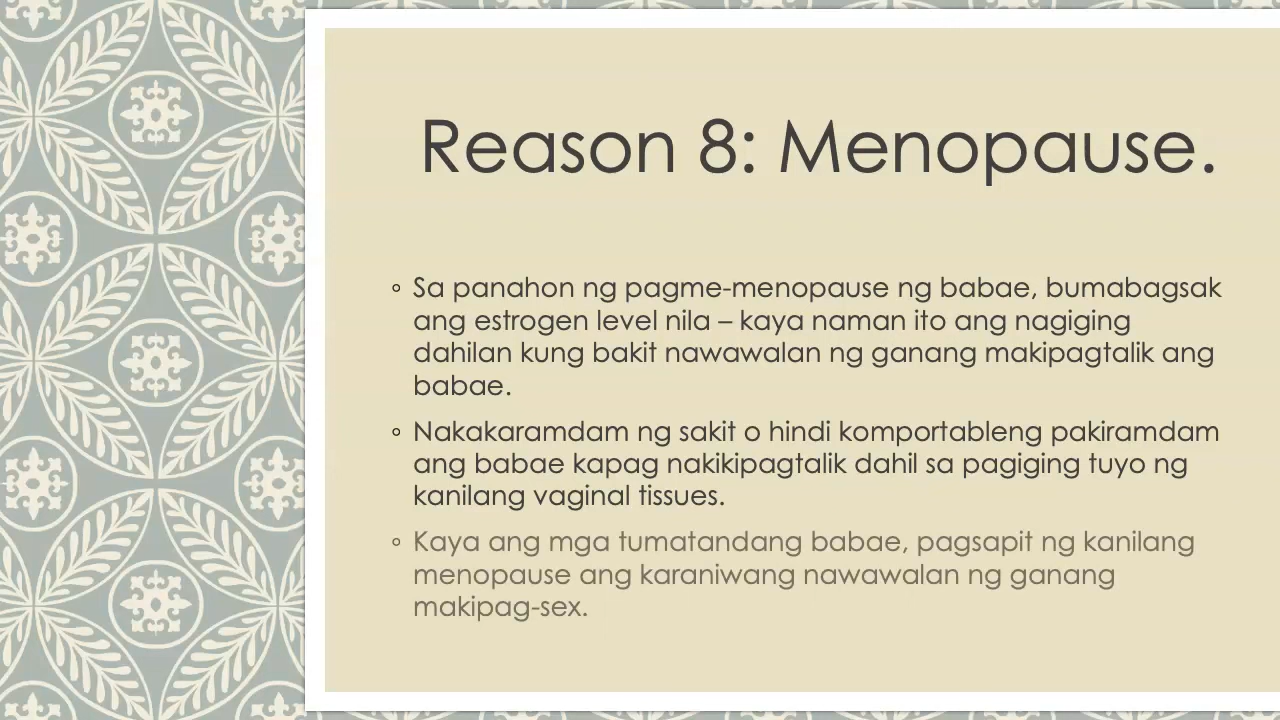 Reason 8: Menopause.
◦ Sa panahon ng pagme-menopause ng babae, bumabagsak
ang estrogen level nila – kaya naman ito ang nagiging
dahilan kung bakit nawawalan ng ganang makipagtalik ang
babae.
◦ Nakakaramdam ng sakit o hindi komportableng pakiramdam
ang babae kapag nakikipagtalik dahil sa pagiging tuyo ng
kanilang vaginal tissues.
◦ Kaya ang mga tumatandang babae, pagsapit ng kanilang
menopause ang karaniwang nawawalan ng ganang
makipag-sex.